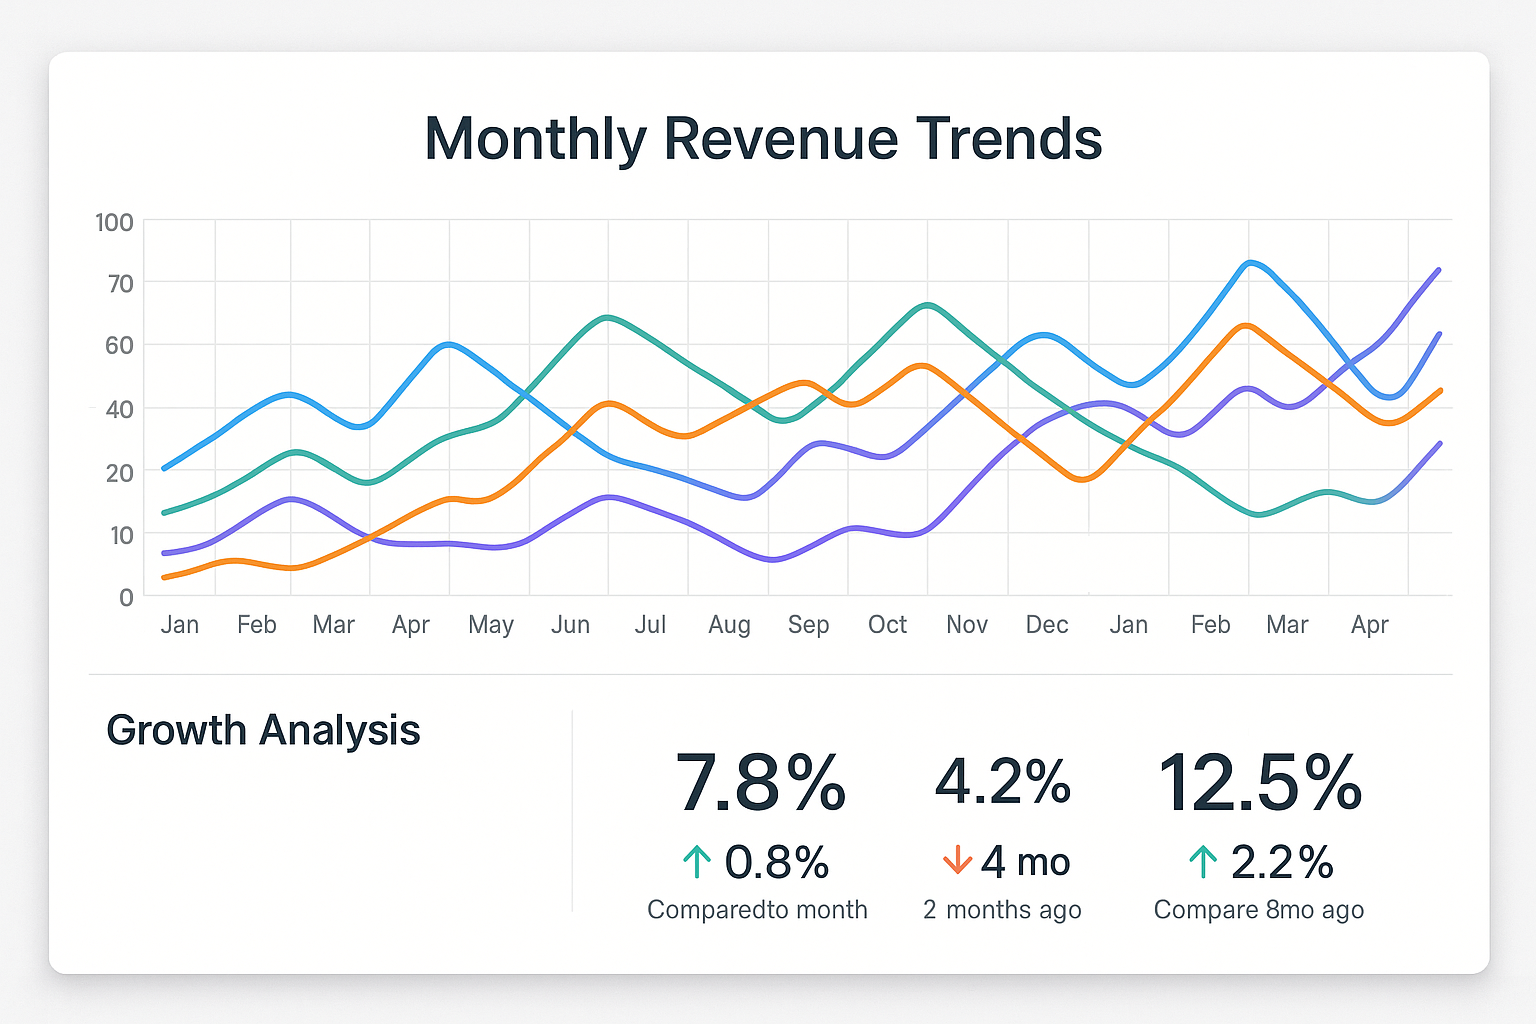 Monthly Revenue Trends
100
70
60
40
20
10
0
Jan Feb Mar Apr May Jun Jul Aug Sep Oct Nov Dec Jan Feb Mar Apr
Growth Analysis
7.8% 4.2% 12.5%
↑ 0.8% ↓ 4 mo ↑ 2.2%
Comparedto month 2 months ago Compare 8mo ago